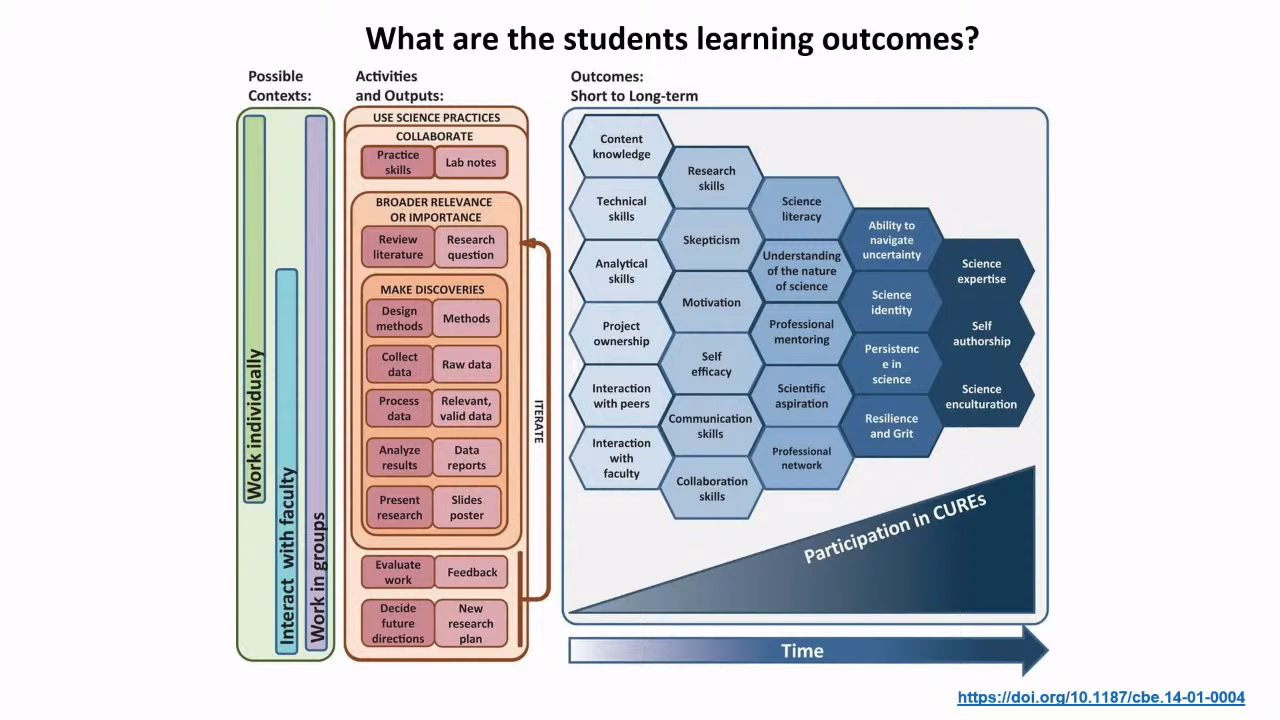 What are the students learning outcomes?
Possible
Contexts:
Work individually
Interact with faculty
Work in groups
Activities
and Outputs:
USE SCIENCE PRACTICES
COLLABORATE
Practice
skills
Lab notes
BROADER RELEVANCE
OR IMPORTANCE
Review
literature
Research
question
MAKE DISCOVERIES
Design
methods
Methods
Collect
data
Raw data
Process
data
Relevant,
valid data
Analyze
results
Data
reports
Present
research
Slides
poster
Evaluate
work
Feedback
Decide
future
directions
New
research
plan
ITERATE
Outcomes:
Short to Long-term
Content
knowledge
Technical
skills
Analytical
skills
Project
ownership
Interaction
with peers
Interaction
with
faculty
Research
skills
Skepticism
Motivation
Self
efficacy
Communication
skills
Collaboration
skills
Science
literacy
Understanding
of the nature
of science
Professional
mentoring
Scientific
aspiration
Professional
network
Ability to
navigate
uncertainty
Science
identity
Persistenc
e in
science
Resilience
and Grit
Science
expertise
Self
authorship
Science
enculturation
Participation in CUREs
Time
https://doi.org/10.1187/cbe.14-01-0004